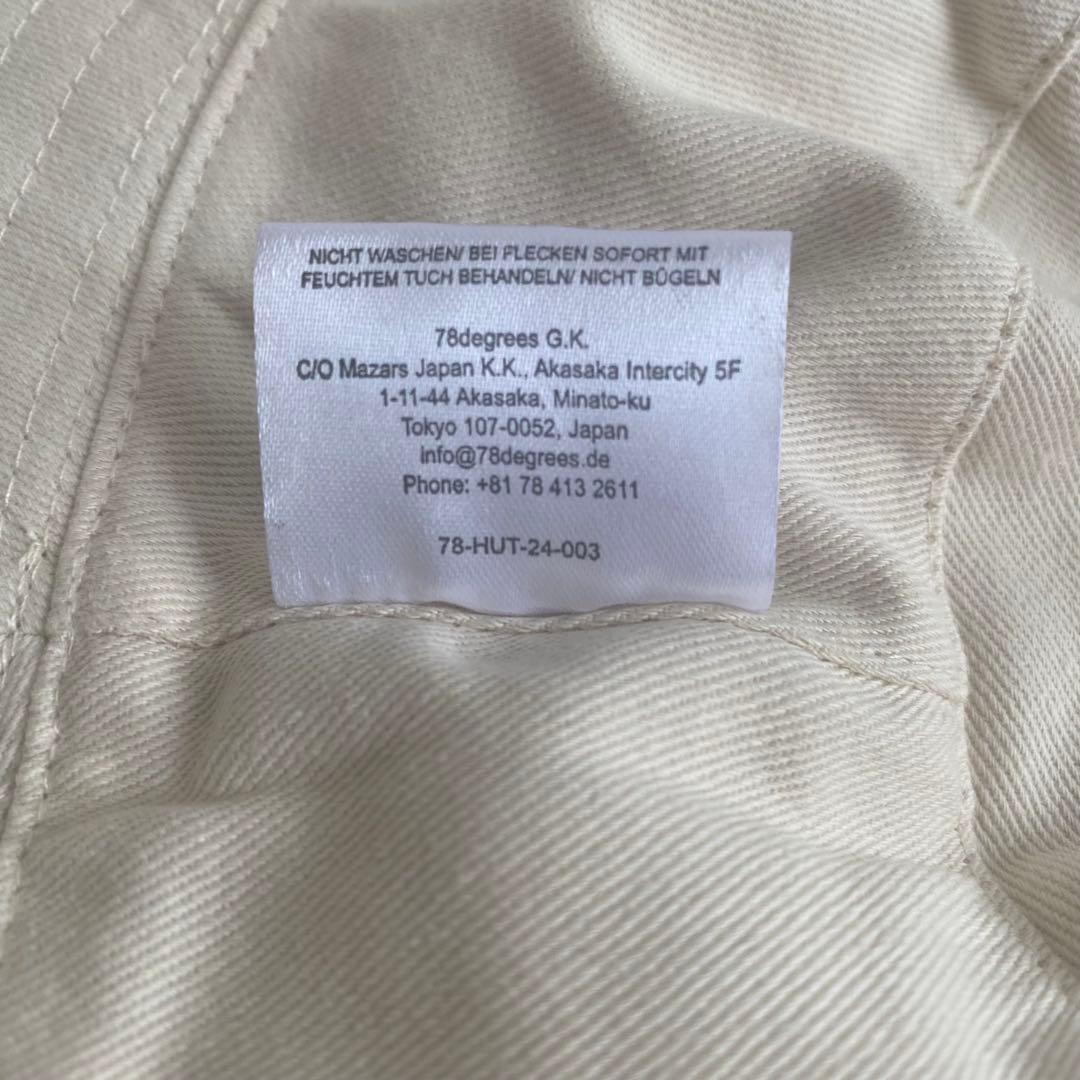 NICHT WASCHEN/ BEI FLECKEN SOFORT MIT
FEUCHTEM TUCH BEHANDELN/ NICHT BÜGELN
78degrees G.K.
C/O Mazars Japan K.K., Akasaka Intercity 5F
1-11-44 Akasaka, Minato-ku
Tokyo 107-0052, Japan
info@78degrees.de
Phone: +81 78 413 2611
78-HUT-24-003